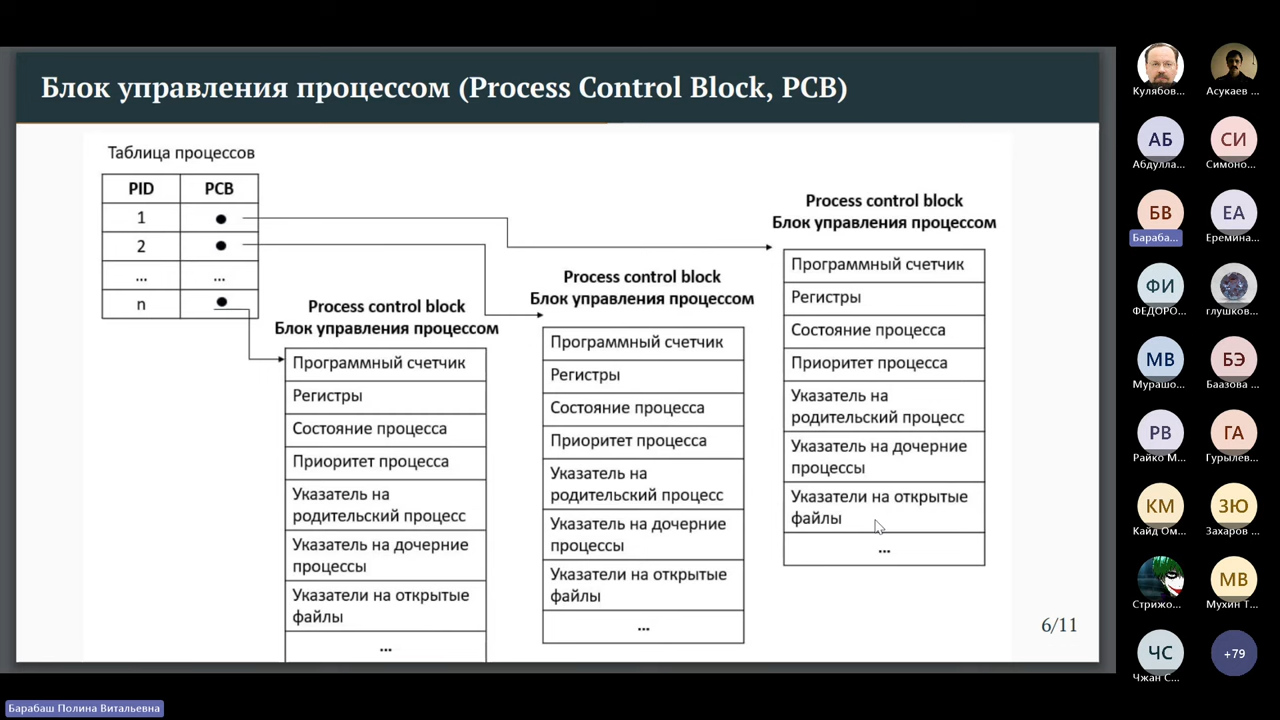 Блок управления процессом (Process Control Block, PCB)
Таблица процессов
PID PCB
1
2
... ...
n
Process control block
Блок управления процессом
Программный счетчик
Регистры
Состояние процесса
Приоритет процесса
Указатель на
родительский процесс
Указатель на дочерние
процессы
Указатели на открытые
файлы
...
Process control block
Блок управления процессом
Программный счетчик
Регистры
Состояние процесса
Приоритет процесса
Указатель на
родительский процесс
Указатель на дочерние
процессы
Указатели на открытые
файлы
...
Process control block
Блок управления процессом
Программный счетчик
Регистры
Состояние процесса
Приоритет процесса
Указатель на
родительский процесс
Указатель на дочерние
процессы
Указатели на открытые
файлы
...
6/11
Кулябов... Асукаев ...
АБ СИ
Абдулла... Симоно...
БВ ЕА
Бараба... Еремина...
ФИ
ФЕДОРО... глушков...
МВ БЭ
Мурашо... Баазова ...
РВ ГА
Райко М... Гурылев...
КМ ЗЮ
Кайд Ом... Захаров ...
МВ
Стрижо... Мухин Т...
ЧС +79
Чжан С...
Барабаш Полина Витальевна